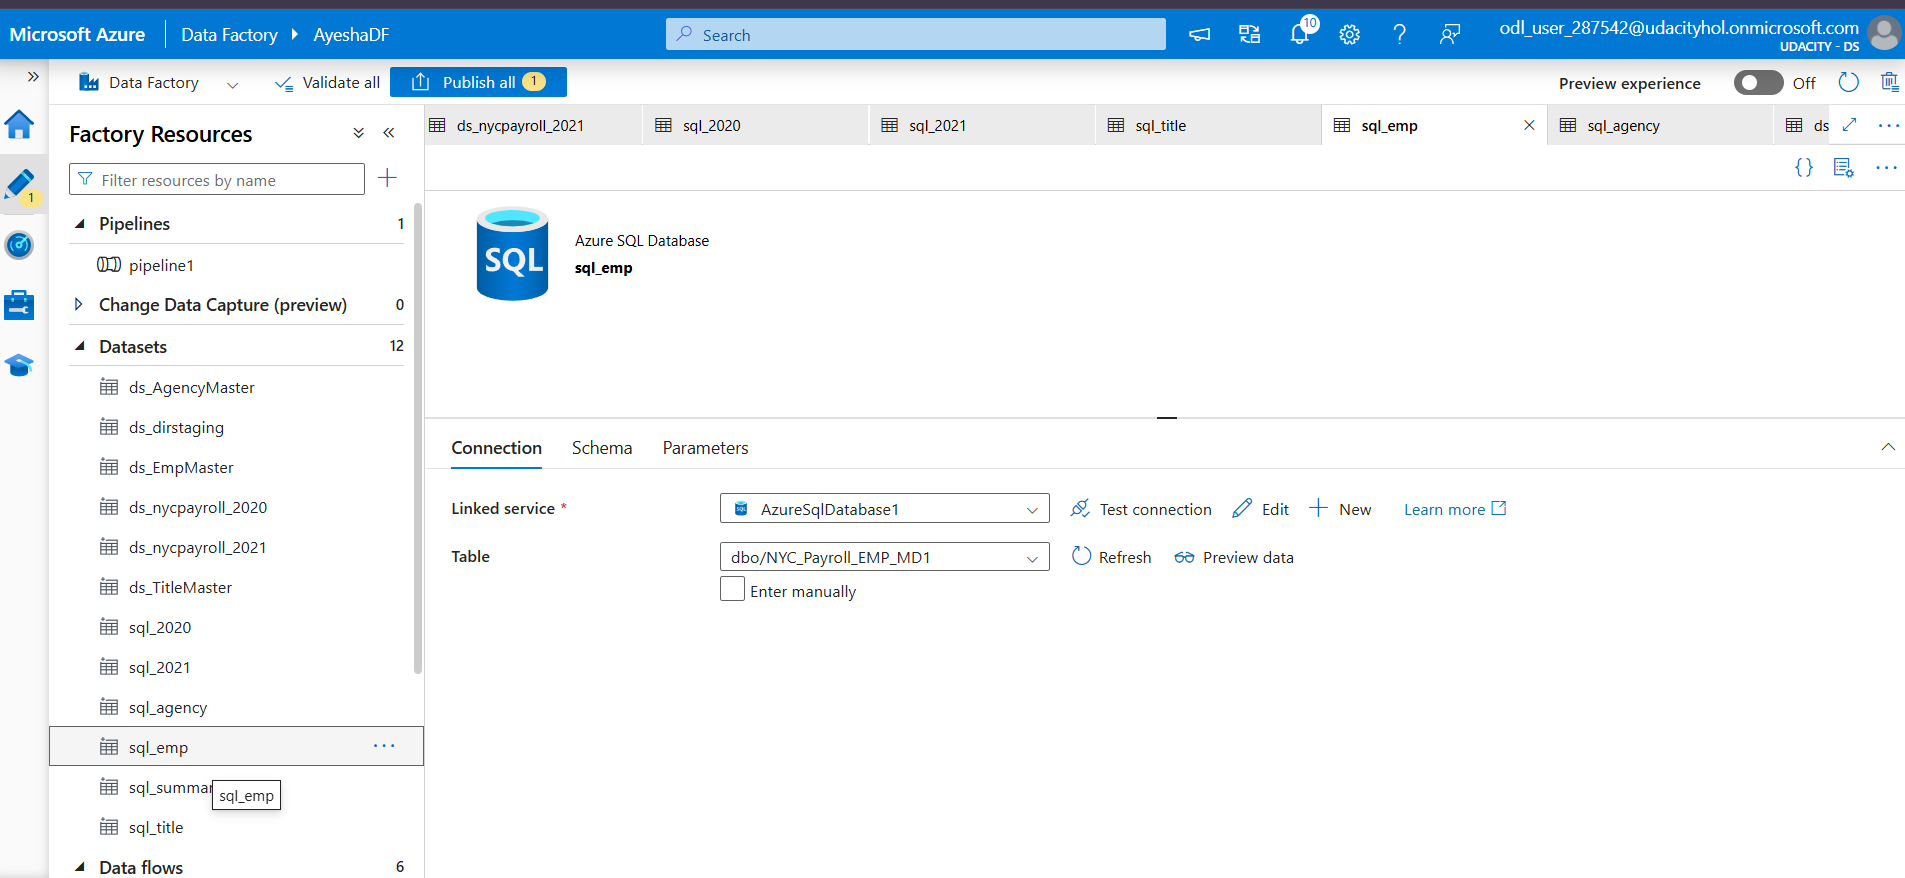 Microsoft Azure
Data Factory
AyeshaDF
Search
10
odl_user_287542@udacityhol.onmicrosoft.com
UDACITY - DS
Data Factory
Validate all
Publish all
1
Preview experience
Off
1
Factory Resources
Filter resources by name
Pipelines 1
pipeline1
Change Data Capture (preview) 0
Datasets 12
ds_AgencyMaster
ds_dirstaging
ds_EmpMaster
ds_nycpayroll_2020
ds_nycpayroll_2021
ds_TitleMaster
sql_2020
sql_2021
sql_agency
sql_emp
sql_summar
sql_emp
sql_title
Data flows 6
ds_nycpayroll_2021
sql_2020
sql_2021
sql_title
sql_emp
sql_agency
ds
SQL
Azure SQL Database
sql_emp
Connection
Schema
Parameters
Linked service *
SQL
AzureSqlDatabase1
Test connection
Edit
New
Learn more
Table
dbo/NYC_Payroll_EMP_MD1
Refresh
Preview data
Enter manually